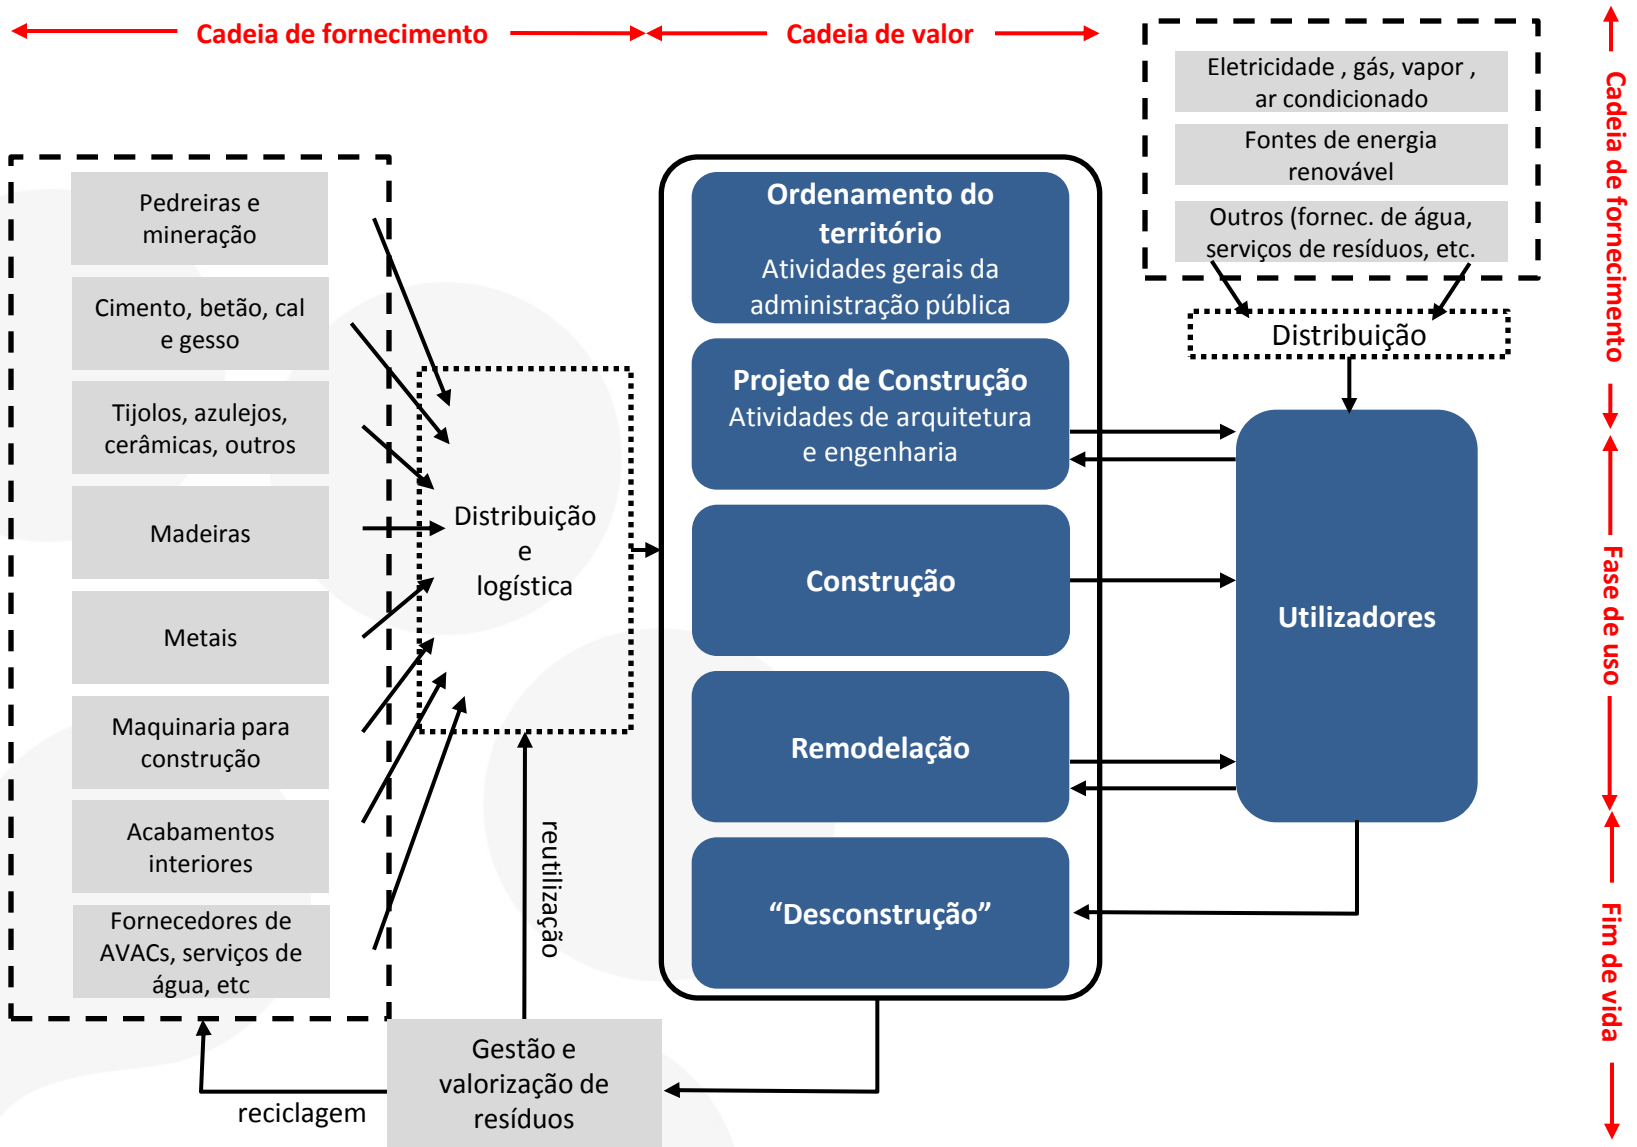 Cadeia de fornecimento
Cadeia de valor
Eletricidade , gás, vapor ,
ar condicionado
Fontes de energia
renovável
Outros (fornec. de água,
serviços de resíduos, etc.
Distribuição
Cadeia de fornecimento
Fase de uso
Fim de vida
Pedreiras e
mineração
Cimento, betão, cal
e gesso
Tijolos, azulejos,
cerâmicas, outros
Madeiras
Metais
Maquinaria para
construção
Acabamentos
interiores
Fornecedores de
AVACs, serviços de
água, etc
Distribuição
e
logística
Ordenamento do
território
Atividades gerais da
administração pública
Projeto de Construção
Atividades de arquitetura
e engenharia
Construção
Remodelação
“Desconstrução”
Utilizadores
reutilização
Gestão e
valorização de
resíduos
reciclagem